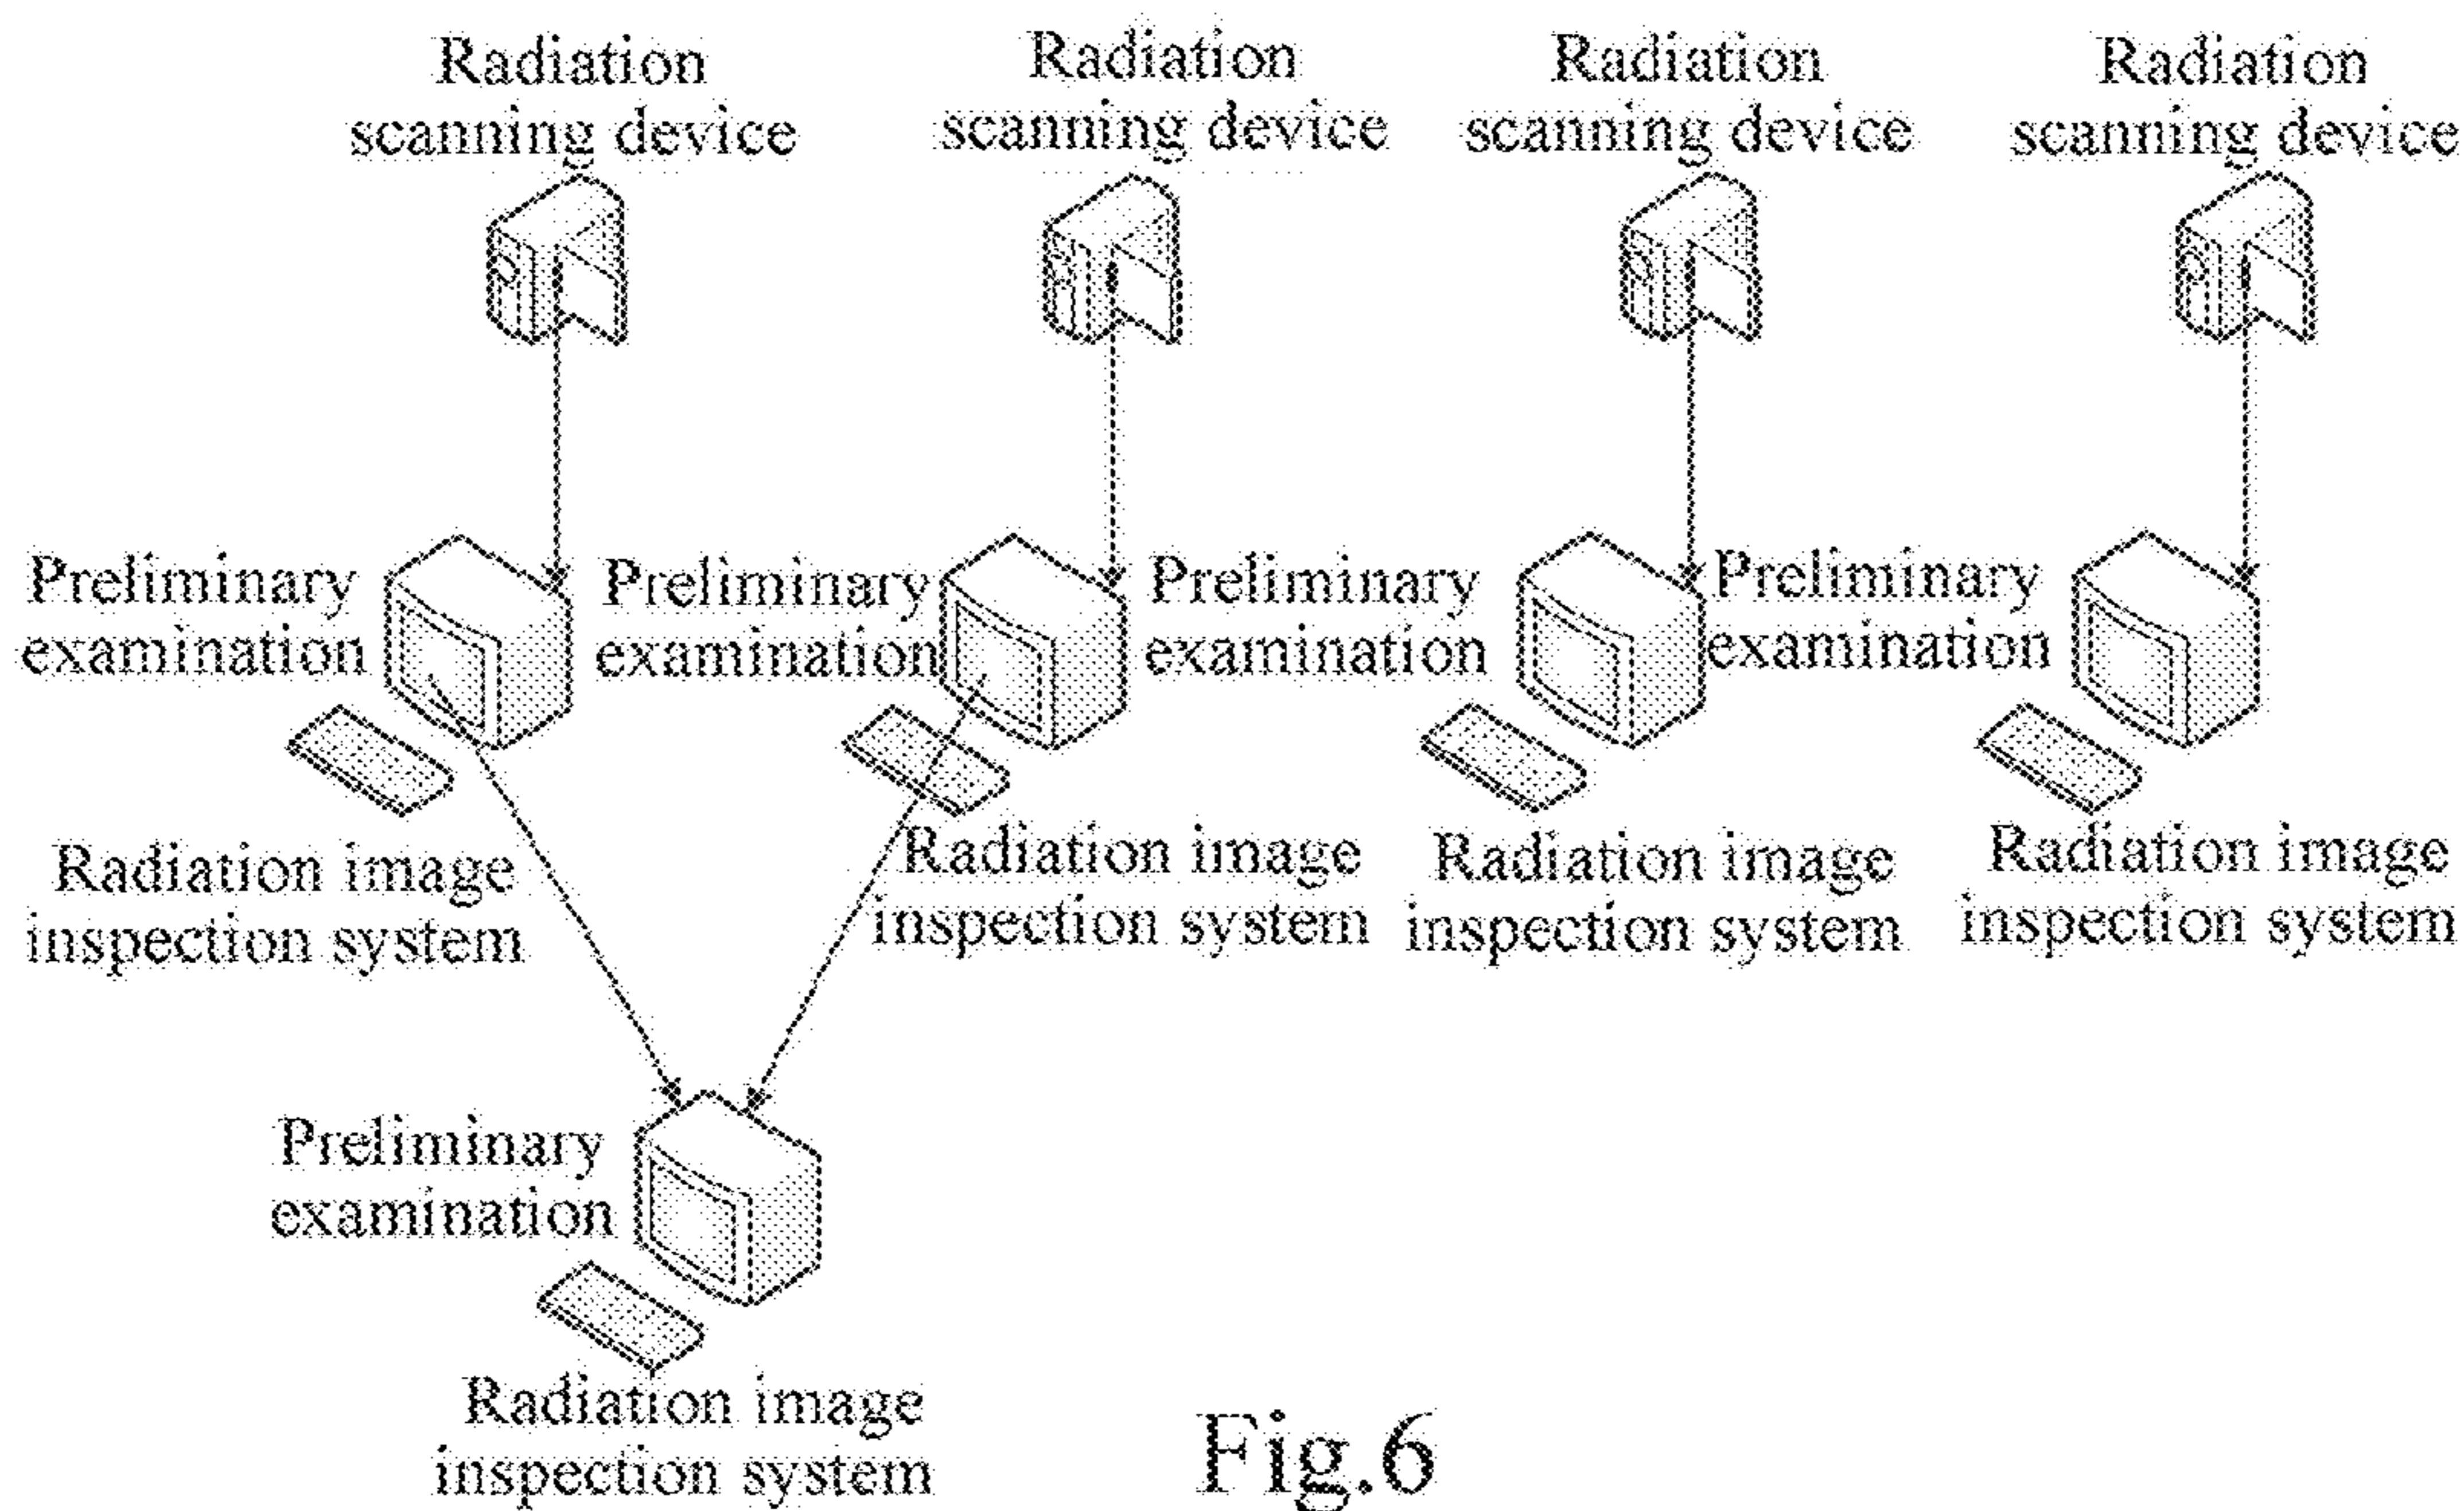 Radiation
scanning device
Radiation
scanning device
Radiation
scanning device
Radiation
scanning device
Preliminary
examination
Preliminary
examination
Preliminary
examination
Preliminary
examination
Radiation image
inspection system
Radiation image
inspection system
Radiation image
inspection system
Radiation image
inspection system
Preliminary
examination
Radiation image
inspection system
Fig.6